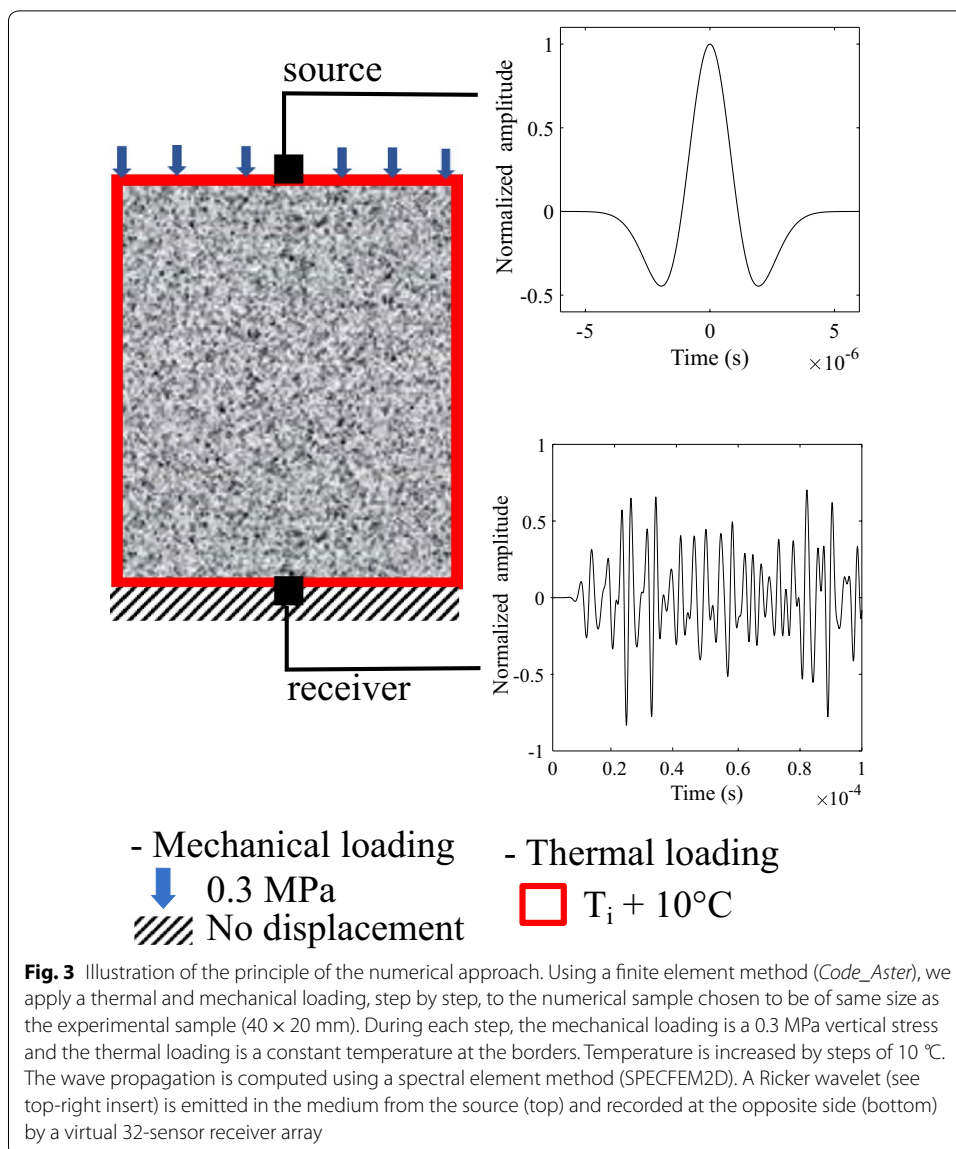 source
Normalized amplitude
1
0.5
0
-0.5
-5
0
5
Time (s)
×10⁻⁶
Normalized amplitude
1
0.5
0
-0.5
-1
0
0.2
0.4
0.6
0.8
1
Time (s)
×10⁻⁴
receiver
- Mechanical loading
0.3 MPa
No displacement
- Thermal loading
Tᵢ + 10°C
Fig. 3 Illustration of the principle of the numerical approach. Using a finite element method (Code_Aster), we
apply a thermal and mechanical loading, step by step, to the numerical sample chosen to be of same size as
the experimental sample (40 × 20 mm). During each step, the mechanical loading is a 0.3 MPa vertical stress
and the thermal loading is a constant temperature at the borders. Temperature is increased by steps of 10 °C.
The wave propagation is computed using a spectral element method (SPECFEM2D). A Ricker wavelet (see
top-right insert) is emitted in the medium from the source (top) and recorded at the opposite side (bottom)
by a virtual 32-sensor receiver array